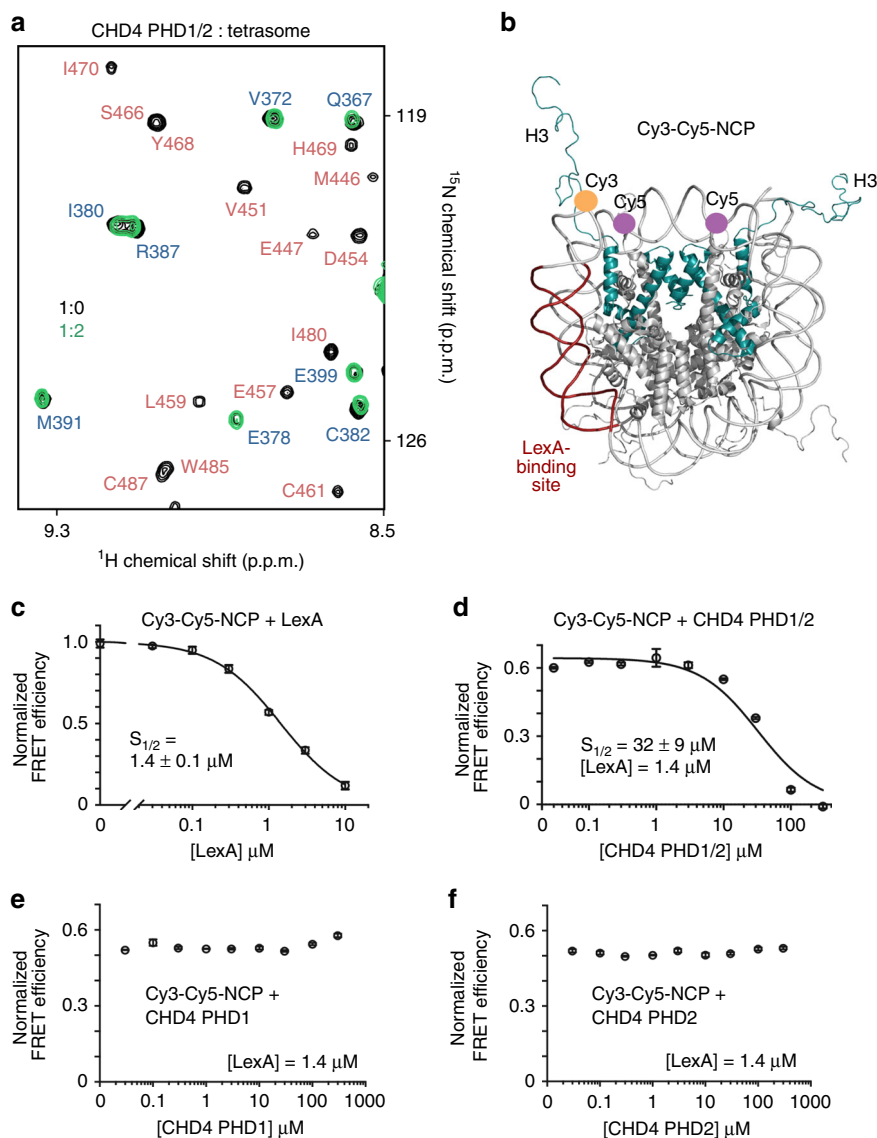 a
CHD4 PHD1/2 : tetrasome
I470
S466
Y468
V372
Q367
H469
M446
V451
I380
R387
E447
D454
1:0
1:2
I480
E399
L459
E457
M391
E378
C382
W485
C487
C461
119
126
¹⁵N chemical shift (p.p.m.)
9.3
8.5
¹H chemical shift (p.p.m.)
b
Cy3-Cy5-NCP
H3
H3
Cy3
Cy5
Cy5
LexA-
binding
site
c
Cy3-Cy5-NCP + LexA
Normalized
FRET efficiency
1.0
0.5
0
S1/2 =
1.4 ± 0.1 μM
0
0.1
1
10
[LexA] μM
d
Cy3-Cy5-NCP + CHD4 PHD1/2
Normalized
FRET efficiency
0.6
0.3
0
S1/2 = 32 ± 9 μM
[LexA] = 1.4 μM
0
0.1
1
10
100
[CHD4 PHD1/2] μM
e
Normalized
FRET efficiency
0.6
0.3
0
Cy3-Cy5-NCP +
CHD4 PHD1
[LexA] = 1.4 μM
0
0.1
1
10
100
1000
[CHD4 PHD1] μM
f
Normalized
FRET efficiency
0.6
0.3
0
Cy3-Cy5-NCP +
CHD4 PHD2
[LexA] = 1.4 μM
0
0.1
1
10
100
1000
[CHD4 PHD2] μM